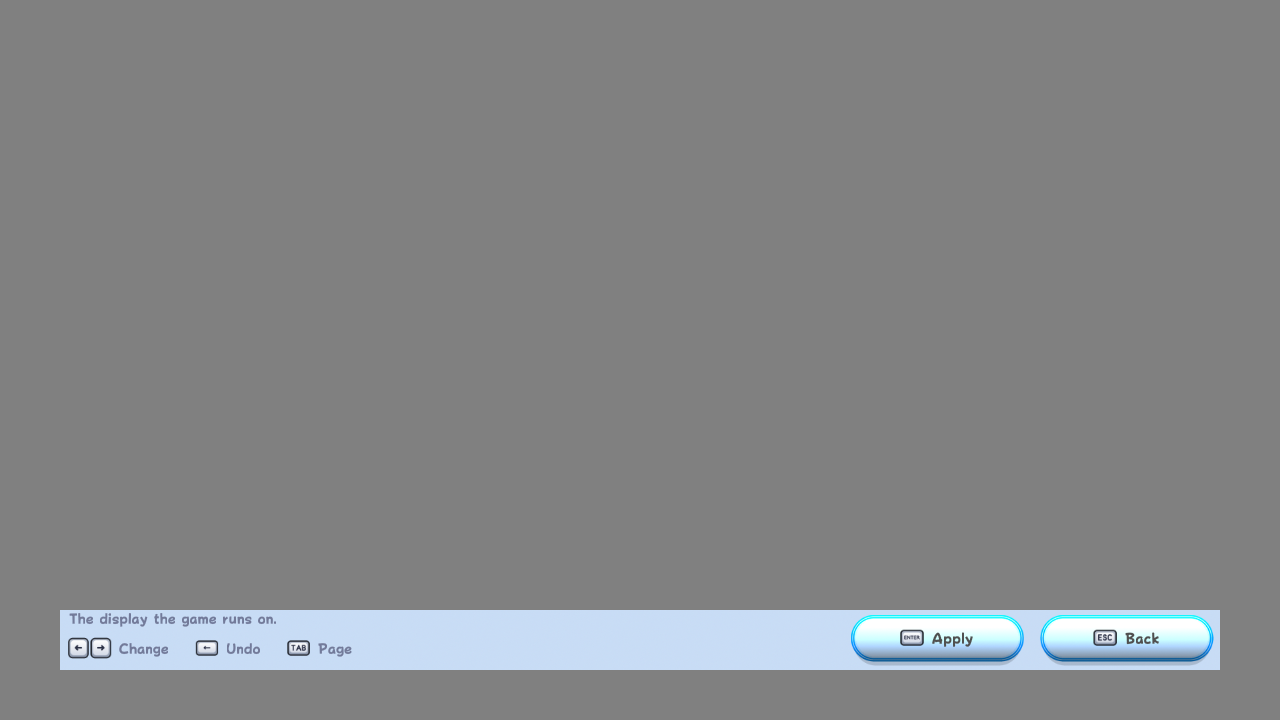 The display the game runs on.
Change Undo TAB Page
ENTER Apply ESC Back